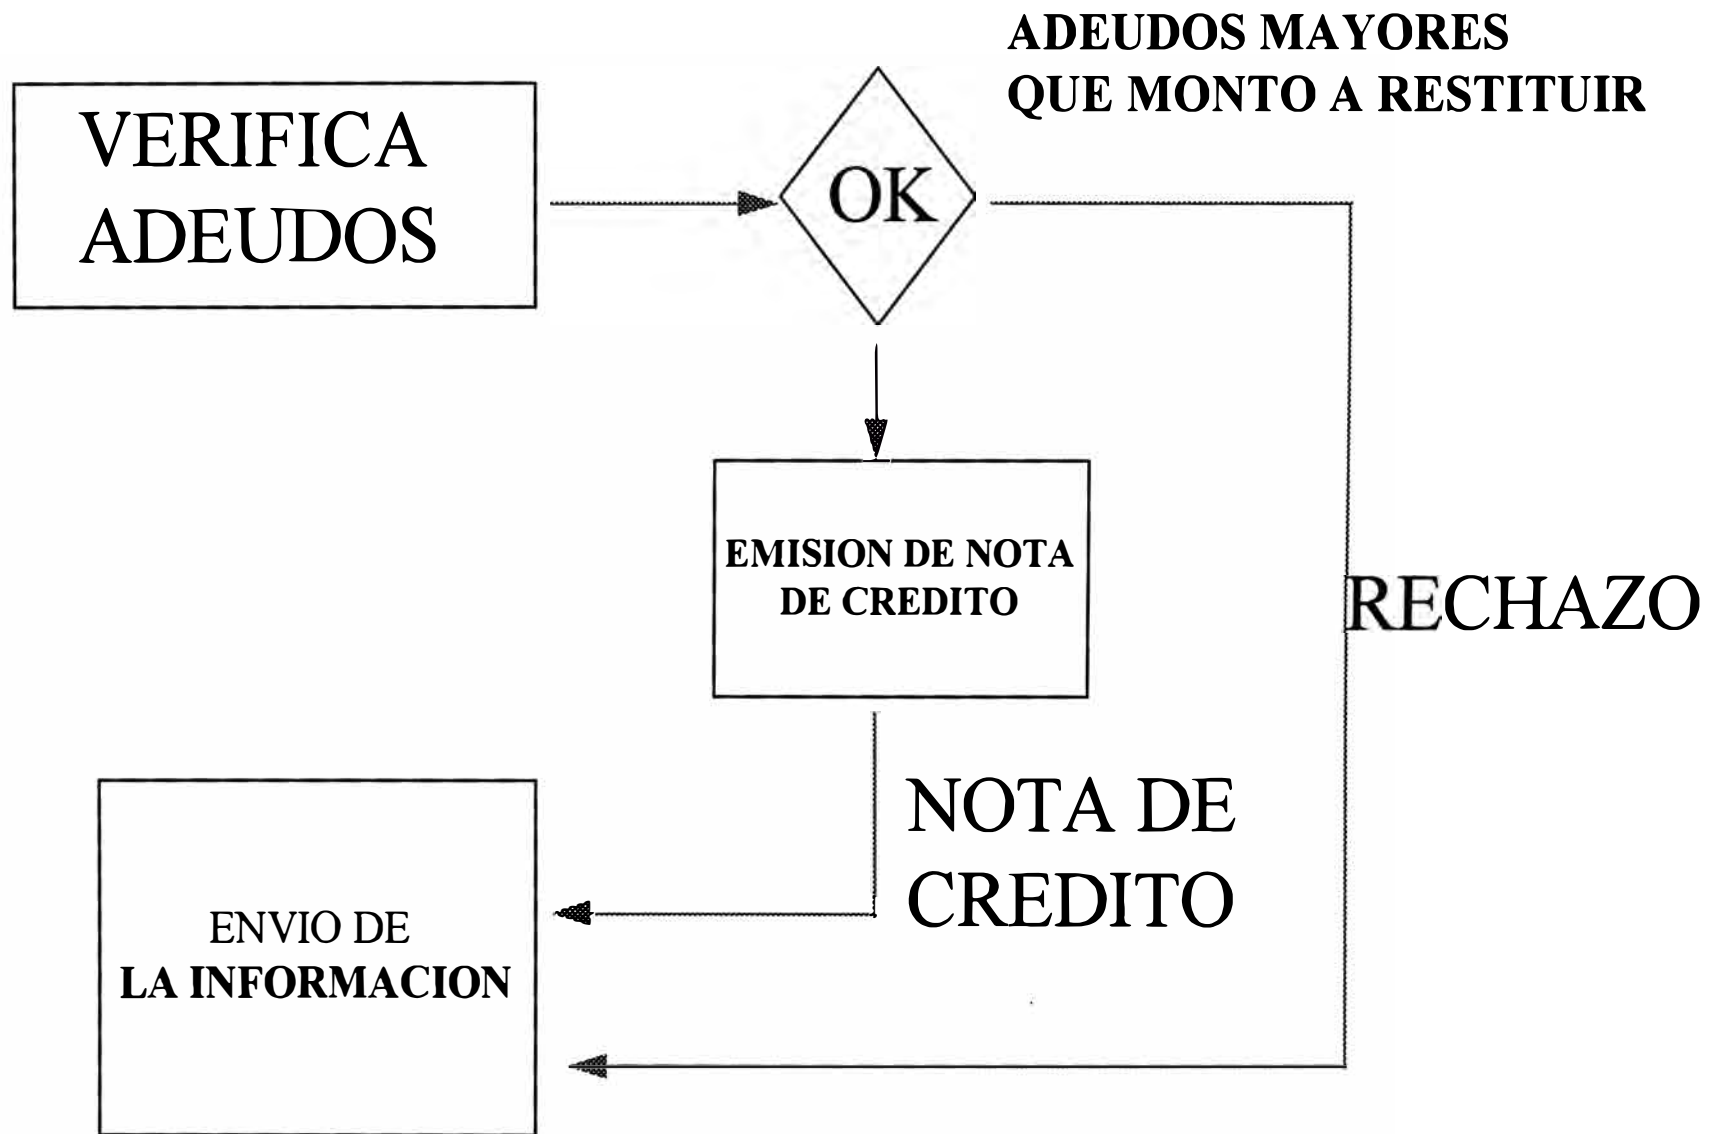 ADEUDOS MAYORES
QUE MONTO A RESTITUIR
VERIFICA
ADEUDOS
OK
EMISION DE NOTA
DE CREDITO
RECHAZO
NOTA DE
CREDITO
ENVIO DE
LA INFORMACION